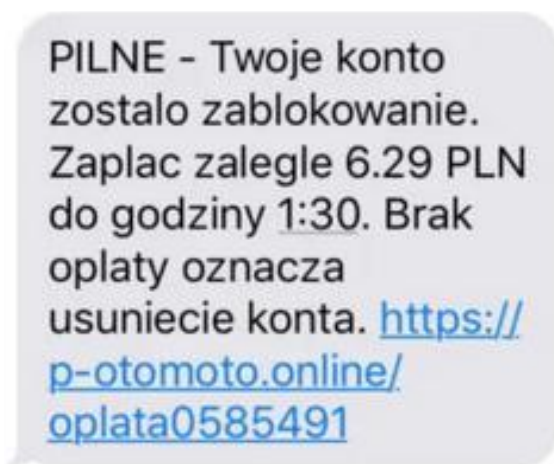 PILNE - Twoje konto
zostalo zablokowanie.
Zaplac zalegle 6.29 PLN
do godziny 1:30. Brak
oplaty oznacza
usuniecie konta. https://
p-otomoto.online/
oplata0585491